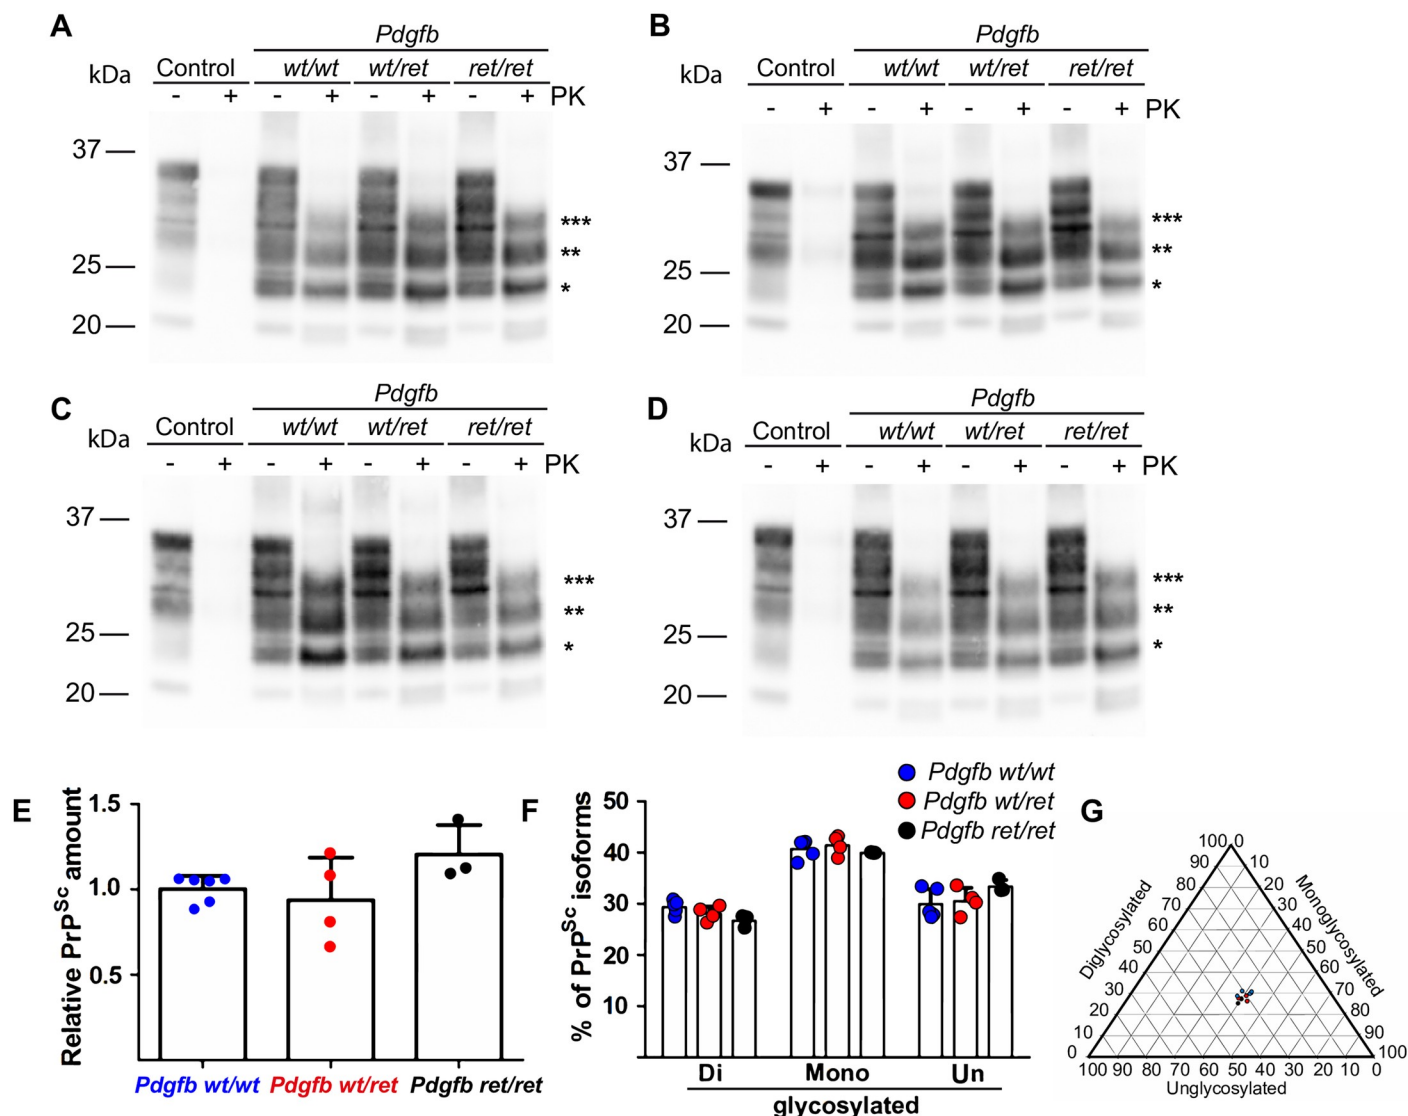 A
Pdgfb
kDa Control wt/wt wt/ret ret/ret
- + - + - + - + PK
37
***
**
25
*
20
B
Pdgfb
kDa Control wt/wt wt/ret ret/ret
- + - + - + - + PK
37
***
**
25
*
20
C
Pdgfb
kDa Control wt/wt wt/ret ret/ret
- + - + - + - + PK
37
***
**
25
*
20
D
Pdgfb
kDa Control wt/wt wt/ret ret/ret
- + - + - + - + PK
37
***
**
25
*
20
E
Relative PrPSc amount
1.5
1.0
0.5
Pdgfb wt/wt Pdgfb wt/ret Pdgfb ret/ret
F
% of PrPSc isoforms
50
40
30
20
10
Pdgfb wt/wt
Pdgfb wt/ret
Pdgfb ret/ret
Di Mono Un
glycosylated
G
Diglycosylated
100
90
80
70
60
50
40
30
20
10
0
Monoglycosylated
0
10
20
30
40
50
60
70
80
90
100
100 90 80 70 60 50 40 30 20 10 0
Unglycosylated